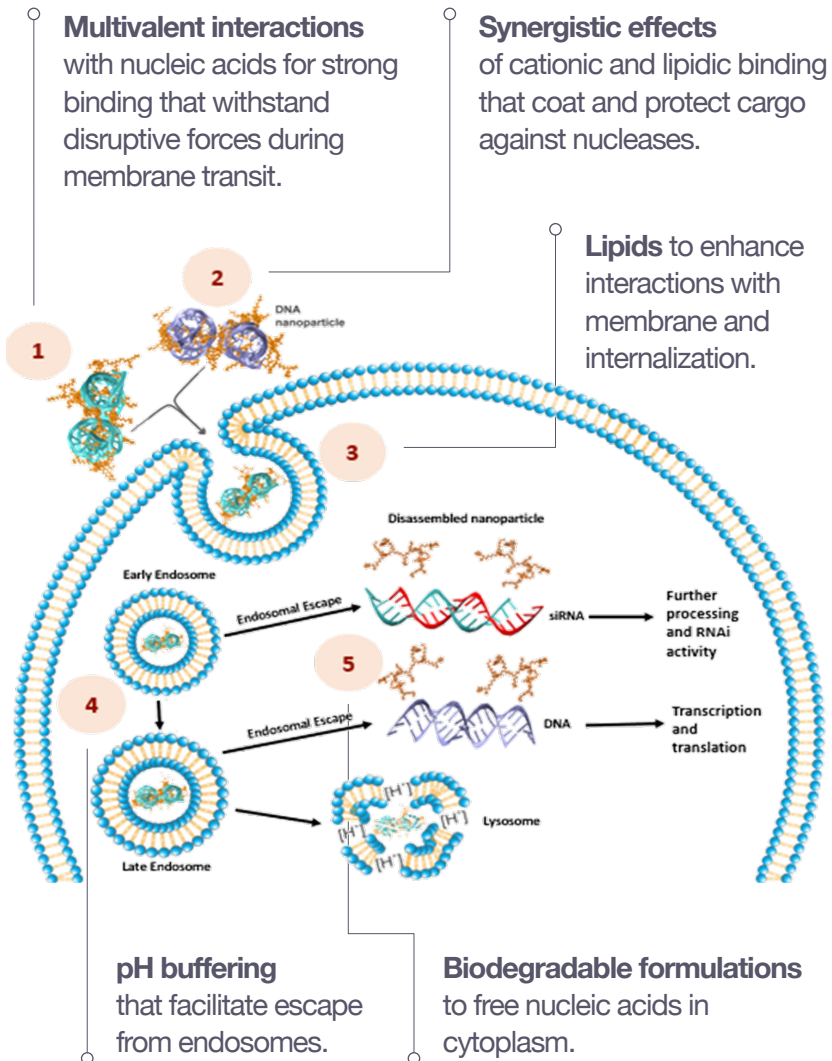 Multivalent interactions
with nucleic acids for strong
binding that withstand
disruptive forces during
membrane transit.
Synergistic effects
of cationic and lipidic binding
that coat and protect cargo
against nucleases.
Lipids to enhance
interactions with
membrane and
internalization.
2
DNA
nanoparticle
1
3
Disassembled nanoparticle
Early Endosome
Endosomal Escape
siRNA
Further
processing
and RNAi
activity
5
4
Endosomal Escape
DNA
Transcription
and
translation
[H⁺]
[H⁺]
[H⁺]
[H⁺]
Lysosome
Late Endosome
pH buffering
that facilitate escape
from endosomes.
Biodegradable formulations
to free nucleic acids in
cytoplasm.